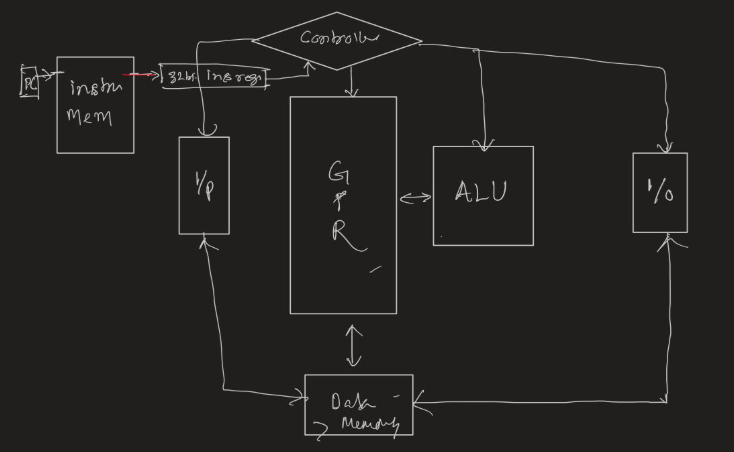 Controller
PC
instru
mem
32bit ins reg
I/P
G
P
R
ALU
I/O
Data
Memory